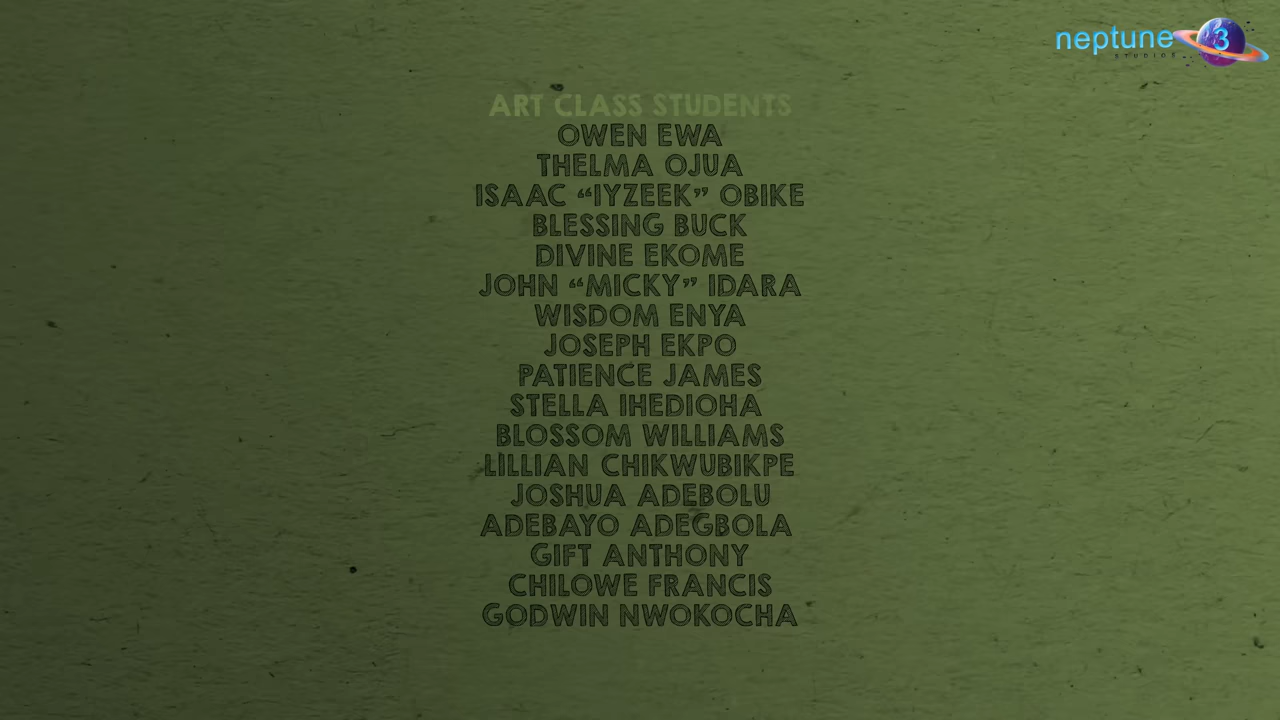 neptune 3
STUDIOS
ART CLASS STUDENTS
OWEN EWA
THELMA OJUA
ISAAC “IYZEEK” OBIKE
BLESSING BUCK
DIVINE EKOME
JOHN “MICKY” IDARA
WISDOM ENYA
JOSEPH EKPO
PATIENCE JAMES
STELLA IHEDIOHA
BLOSSOM WILLIAMS
LILLIAN CHIKWUBIKPE
JOSHUA ADEBOLU
ADEBAYO ADEGBOLA
GIFT ANTHONY
CHILOWE FRANCIS
GODWIN NWOKOCHA